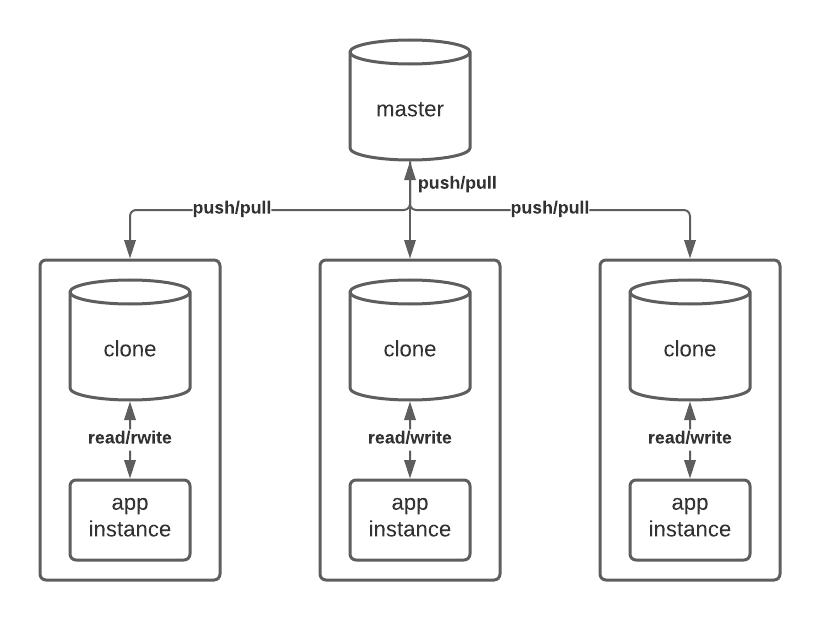 master
push/pull
push/pull
push/pull
clone
clone
clone
read/rwite
read/write
read/write
app
instance
app
instance
app
instance